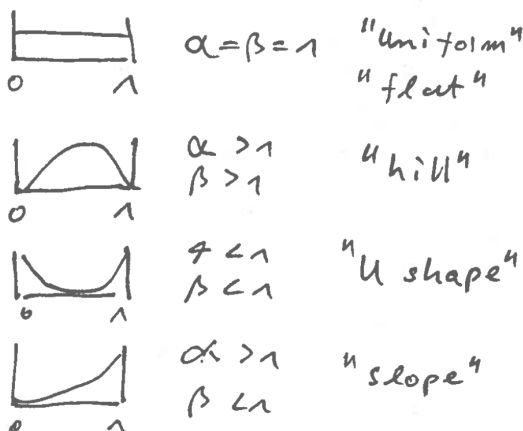 α = β = 1 "uniform"
"flat"
0 1
α > 1
β > 1 "hill"
0 1
α < 1
β < 1 "U shape"
0 1
α > 1
β < 1 "slope"
0 1